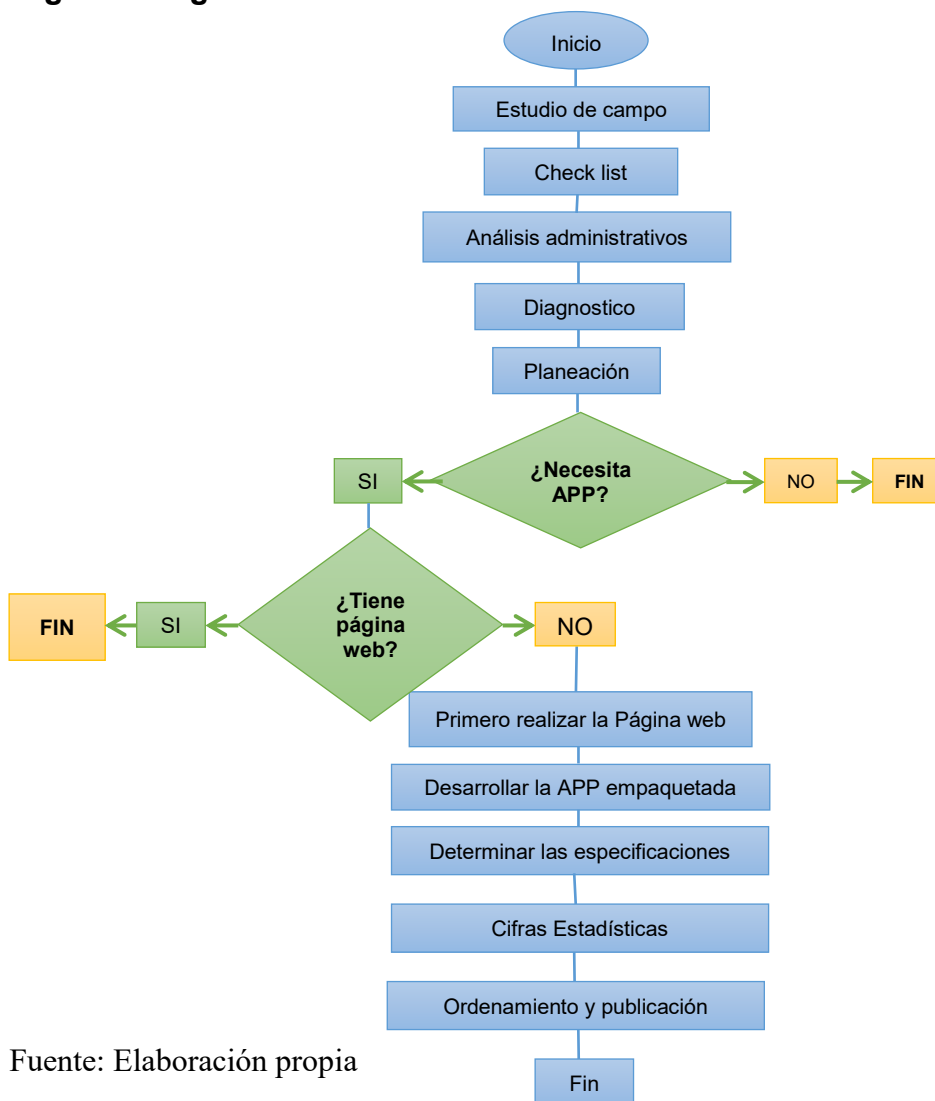 Inicio
Estudio de campo
Check list
Análisis administrativos
Diagnostico
Planeación
¿Necesita
APP?
SI
NO
FIN
¿Tiene
página
web?
FIN
SI
NO
Primero realizar la Página web
Desarrollar la APP empaquetada
Determinar las especificaciones
Cifras Estadísticas
Ordenamiento y publicación
Fuente: Elaboración propia
Fin